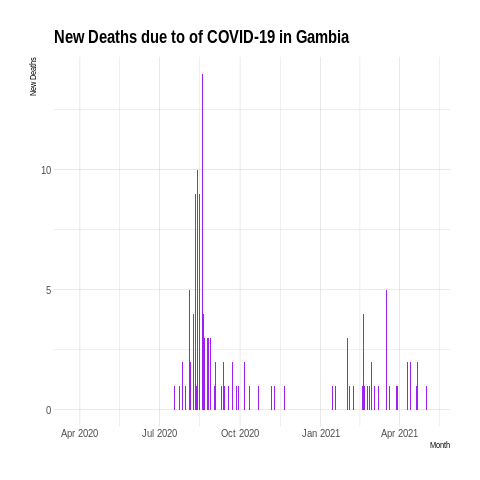 New Deaths due to of COVID-19 in Gambia
New Deaths
10
5
0
Apr 2020 Jul 2020 Oct 2020 Jan 2021 Apr 2021
Month